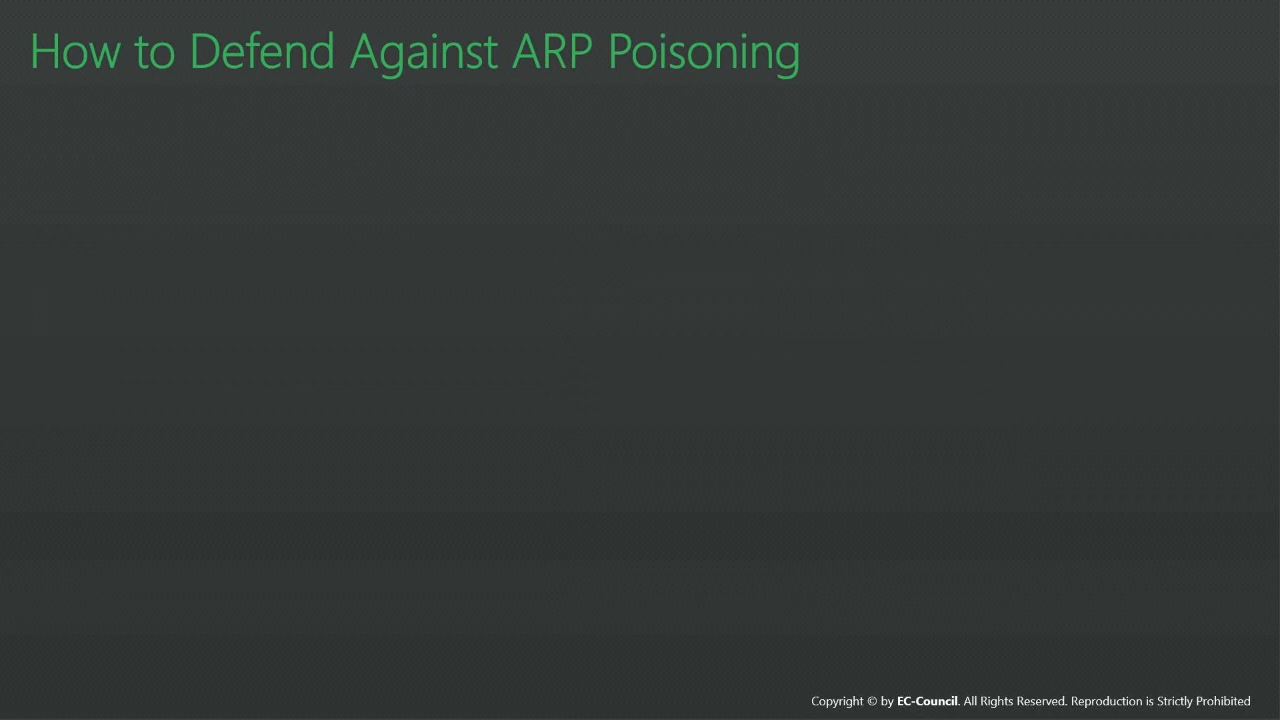 How to Defend Against ARP Poisoning
Copyright © by EC-Council. All Rights Reserved. Reproduction is Strictly Prohibited